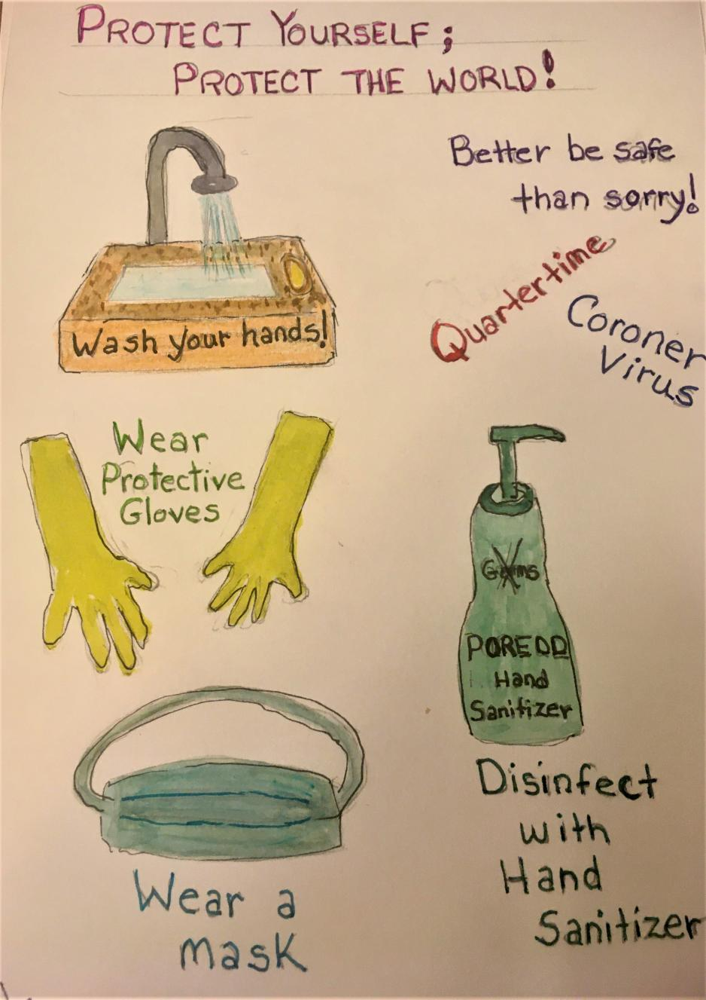 PROTECT YOURSELF;
PROTECT THE WORLD!
Better be safe
than sorry!
Quartertime
Coroner
Virus
Wash your hands!
Wear
Protective
Gloves
Germs
POREDD
Hand
Sanitizer
Disinfect
with
Hand
Sanitizer
Wear a
mask